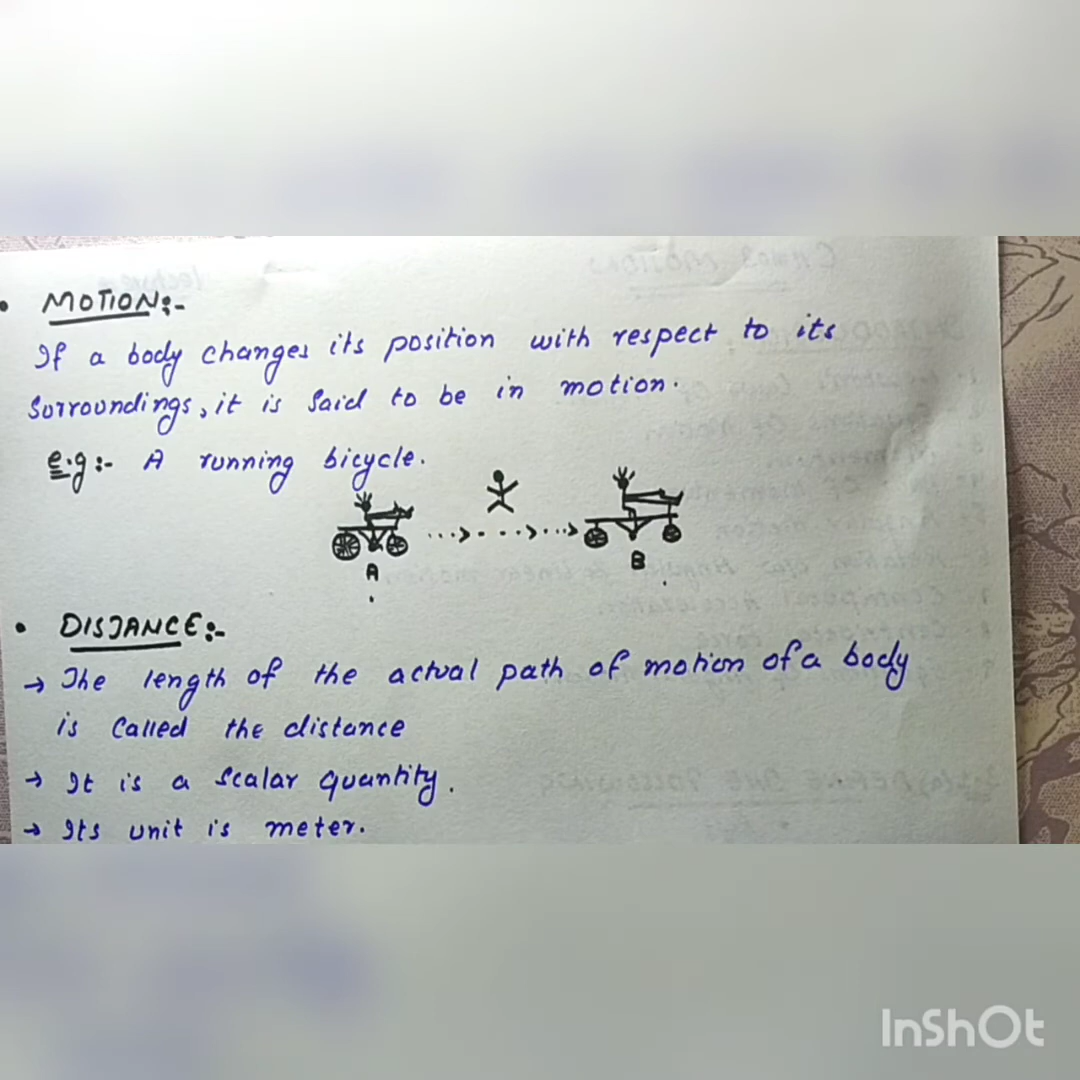 • MOTION:-
If a body changes its position with respect to its
surroundings, it is said to be in motion.
e.g:- A running bicycle.
A
B
• DISTANCE:-
→ The length of the actual path of motion of a body
is called the distance
→ It is a scalar quantity.
→ Its unit is meter.
InShOt